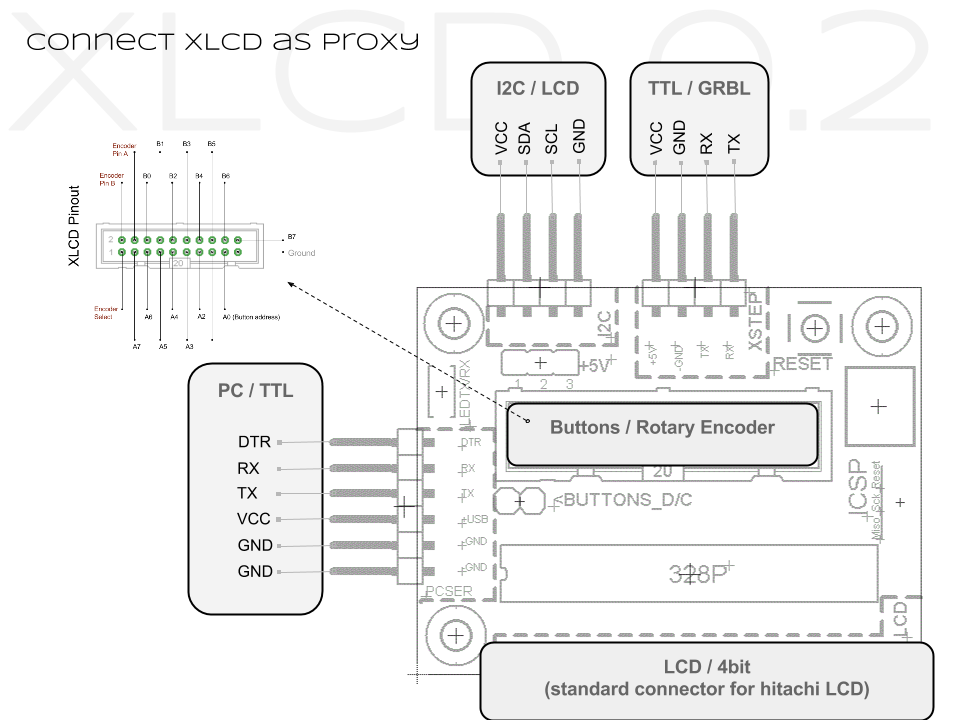 XLCD 0.2
connect XLCD as proxy
I2C / LCD
VCC
SDA
SCL
GND
TTL / GRBL
VCC
GND
RX
TX
XLCD Pinout
Encoder
Pin A
B1
B3
B5
Encoder
Pin B
B0
B2
B4
B6
2
1
20
B7
Ground
Encoder
Select
A6
A4
A2
A0 (Button address)
A7
A5
A3
I2C
+5V
-GND
TX
RX
XSTEP
RESET
+5V
1 2 3
LEDTX/RX
PC / TTL
DTR
RX
TX
VCC
GND
GND
DTR
RX
TX
+USB
GND
GND
PCSER
Buttons / Rotary Encoder
20
<BUTTONS_D/C
ICSP
Miso Sck Reset
328P
LCD
LCD / 4bit
(standard connector for hitachi LCD)